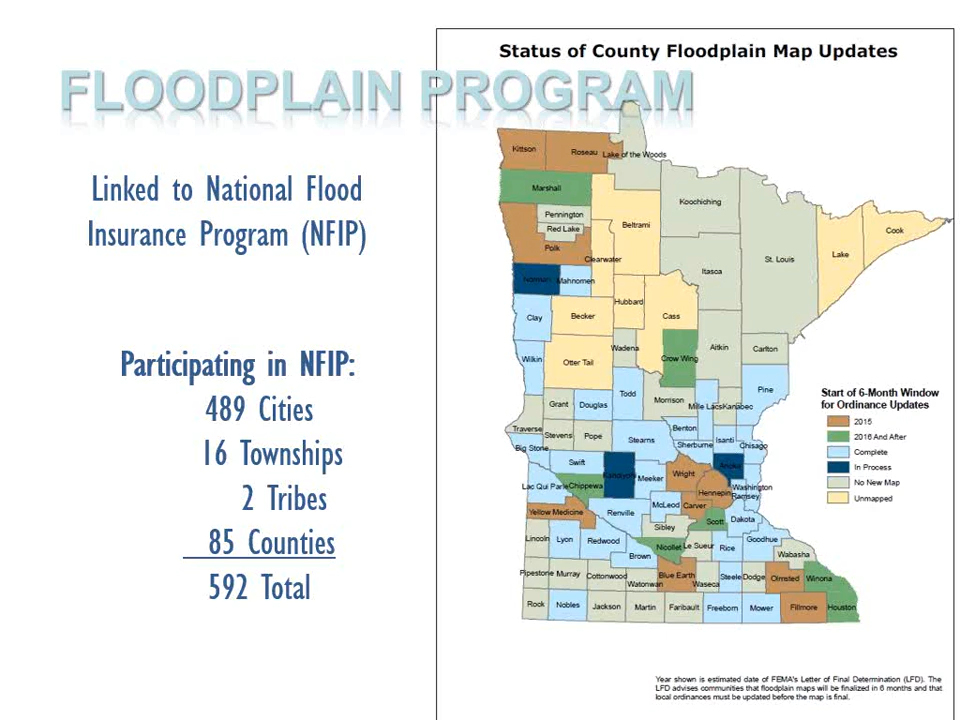 Status of County Floodplain Map Updates
FLOODPLAIN PROGRAM
Linked to National Flood
Insurance Program (NFIP)
Participating in NFIP:
489 Cities
16 Townships
2 Tribes
85 Counties
592 Total
Kittson
Roseau
Lake of the Woods
Marshall
Koochiching
Pennington
Red Lake
Beltrami
Cook
Polk
Clearwater
Lake
St. Louis
Itasca
Norman
Mahnomen
Hubbard
Cass
Clay
Becker
Wadena
Aitkin
Carlton
Crow Wing
Wilkin
Otter Tail
Pine
Todd
Morrison
Mille Lacs
Kanabec
Grant
Douglas
Traverse
Stevens
Pope
Stearns
Benton
Sherburne
Isanti
Chisago
Big Stone
Swift
Kandiyohi
Meeker
Wright
Anoka
Washington
Ramsey
Hennepin
Lac Qui Parle
Chippewa
McLeod
Carver
Yellow Medicine
Renville
Scott
Dakota
Sibley
Lincoln
Lyon
Redwood
Nicollet
Le Sueur
Rice
Goodhue
Wabasha
Brown
Pipestone
Murray
Cottonwood
Watonwan
Blue Earth
Waseca
Steele
Dodge
Olmsted
Winona
Rock
Nobles
Jackson
Martin
Faribault
Freeborn
Mower
Fillmore
Houston
Start of 6-Month Window
for Ordinance Updates
2015
2016 And After
Complete
In Process
No New Map
Unmapped
Year shown is estimated date of FEMA's Letter of Final Determination (LFD). The
LFD advises communities that floodplain maps will be finalized in 6 months and that
local ordinances must be updated before the map is final.